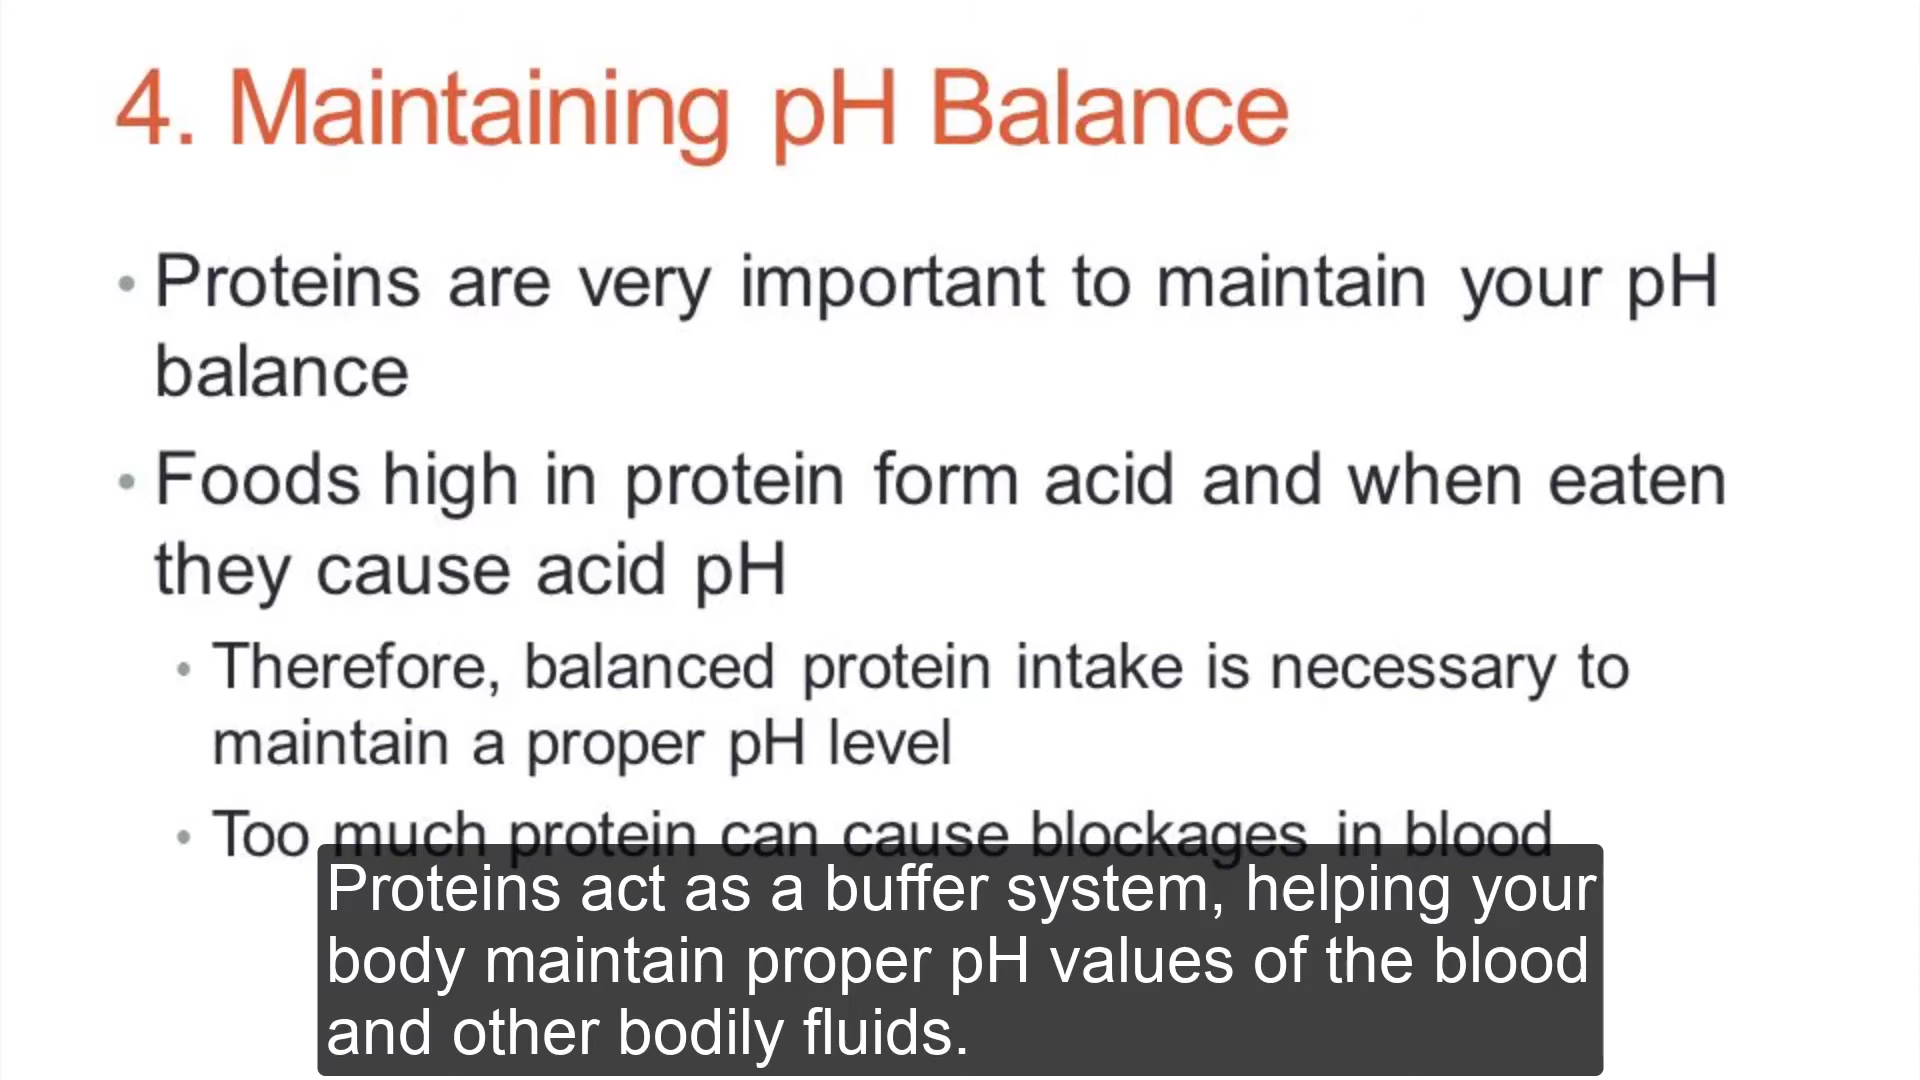 4. Maintaining pH Balance
Proteins are very important to maintain your pH
balance
Foods high in protein form acid and when eaten
they cause acid pH
Therefore, balanced protein intake is necessary to
maintain a proper pH level
Too much protein can cause blockages in blood
Proteins act as a buffer system, helping your
body maintain proper pH values of the blood
and other bodily fluids.